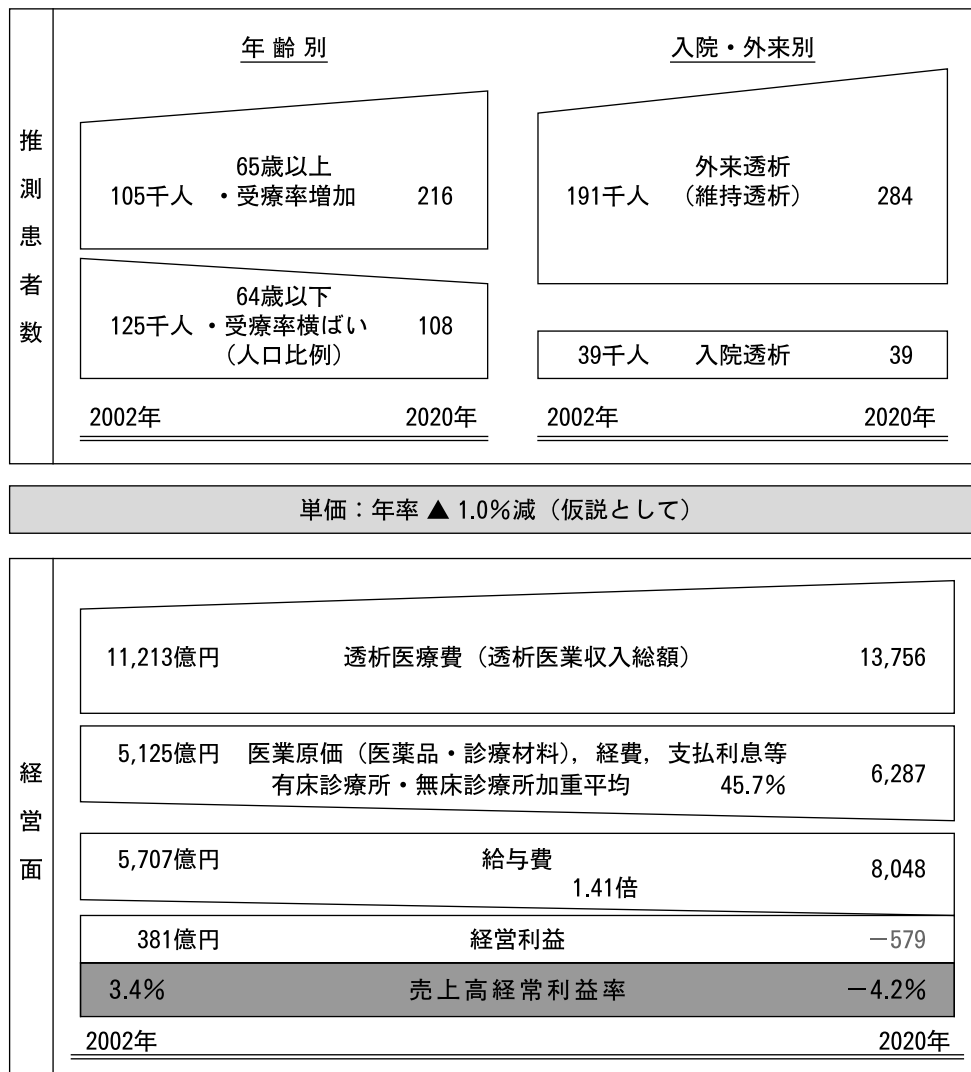 推測患者数
年齢別
入院・外来別
65歳以上
105千人 ・受療率増加 216
64歳以下
125千人 ・受療率横ばい 108
(人口比例)
2002年 2020年
外来透析
191千人 (維持透析) 284
39千人 入院透析 39
2002年 2020年
単価：年率 ▲ 1.0％減（仮説として）
経営面
11,213億円 透析医療費（透析医業収入総額） 13,756
5,125億円 医業原価（医薬品・診療材料），経費，支払利息等
有床診療所・無床診療所加重平均 45.7％ 6,287
5,707億円 給与費 8,048
1.41倍
381億円 経営利益 －579
3.4％ 売上高経常利益率 －4.2％
2002年 2020年